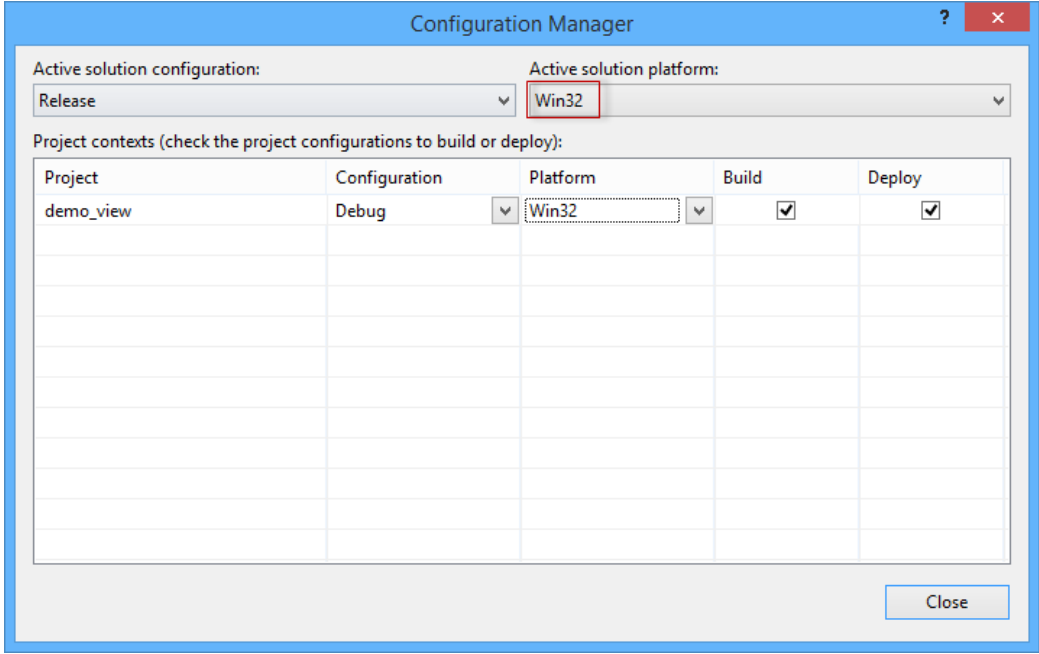 Configuration Manager
?
Active solution configuration: Active solution platform:
Release Win32
Project contexts (check the project configurations to build or deploy):
Project Configuration Platform Build Deploy
demo_view Debug Win32
Close